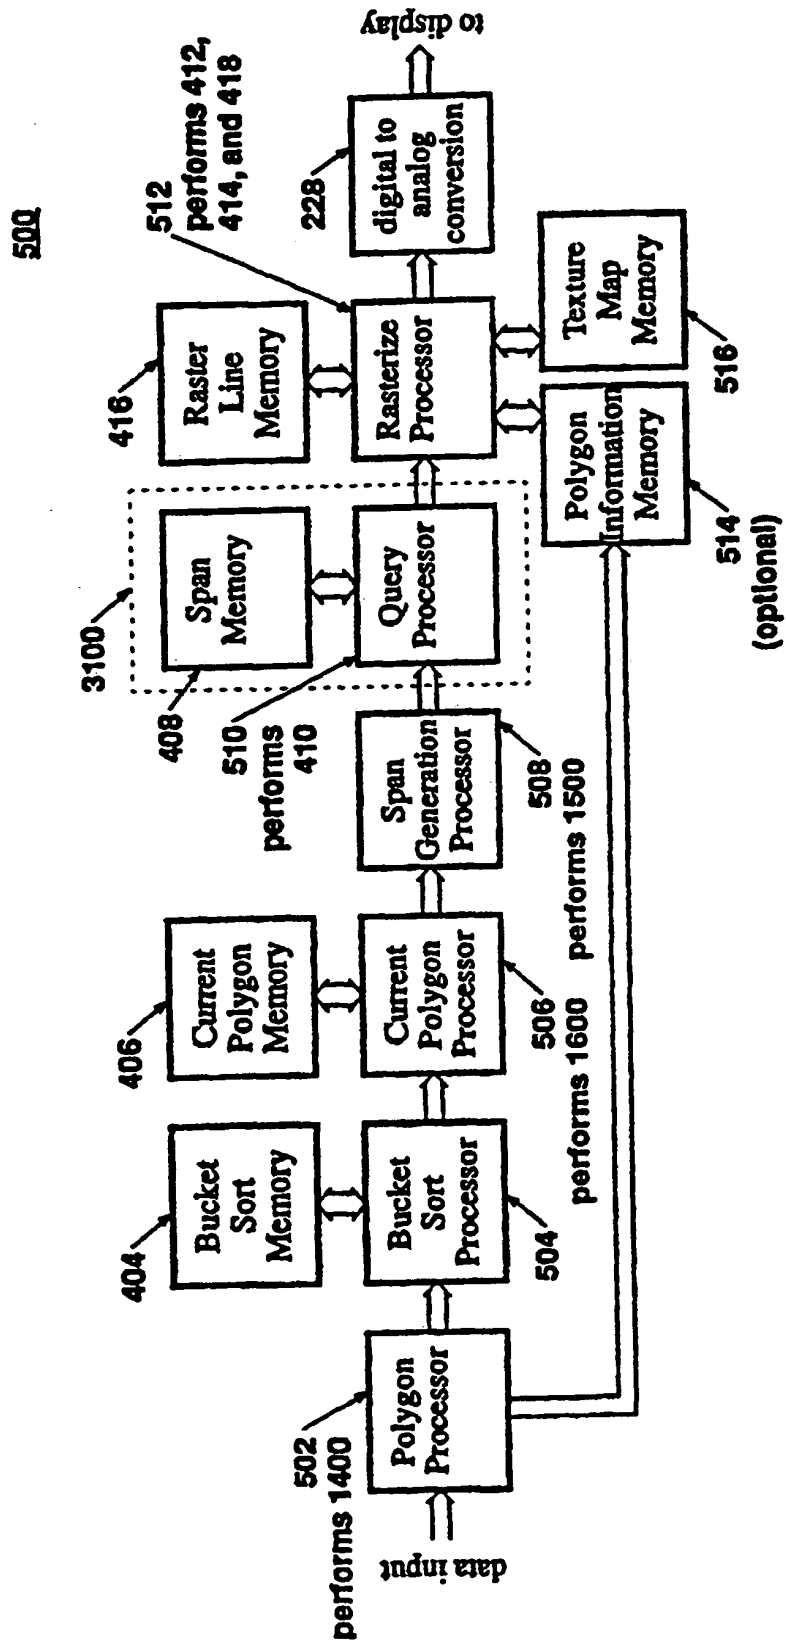 500
512
performs 412,
414, and 418
416
Raster
Line
Memory
3100
Span
Memory
408
510
performs
410
406
Current
Polygon
Memory
404
Bucket
Sort
Memory
502
performs 1400
data input
Polygon
Processor
Bucket
Sort
Processor
504
Current
Polygon
Processor
506
performs 1600
Span
Generation
Processor
508
performs 1500
Query
Processor
Rasterize
Processor
228
digital to
analog
conversion
to display
Polygon
Information
Memory
514
(optional)
Texture
Map
Memory
516